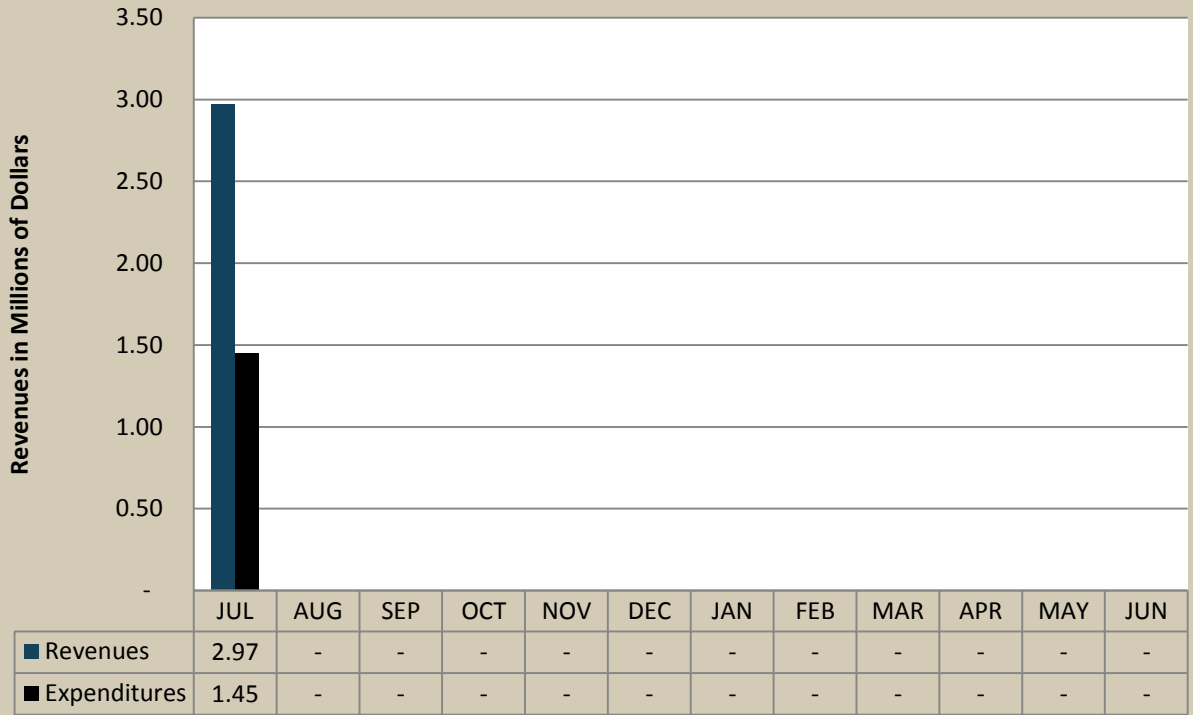 Revenues in Millions of Dollars
3.50
3.00
2.50
2.00
1.50
1.00
0.50
-
JUL AUG SEP OCT NOV DEC JAN FEB MAR APR MAY JUN
Revenues 2.97 - - - - - - - - - - -
Expenditures 1.45 - - - - - - - - - - -